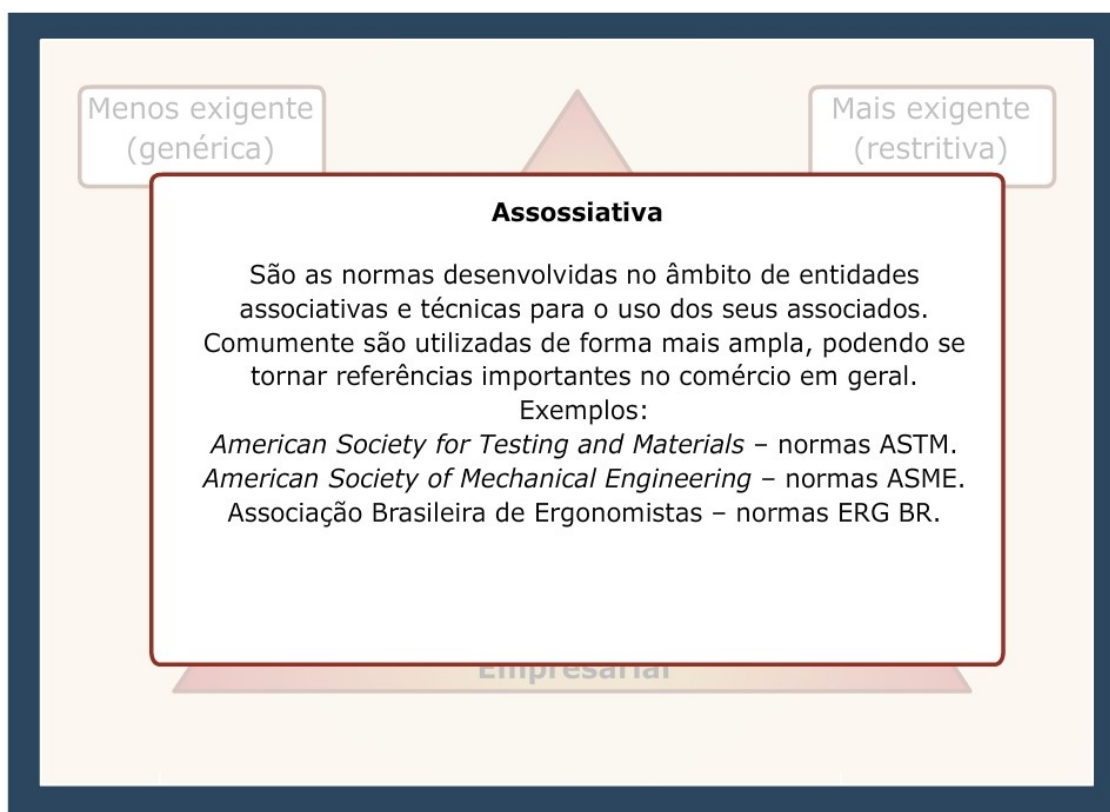 Menos exigente
(genérica)
Mais exigente
(restritiva)
Assossiativa
São as normas desenvolvidas no âmbito de entidades
associativas e técnicas para o uso dos seus associados.
Comumente são utilizadas de forma mais ampla, podendo se
tornar referências importantes no comércio em geral.
Exemplos:
American Society for Testing and Materials – normas ASTM.
American Society of Mechanical Engineering – normas ASME.
Associação Brasileira de Ergonomistas – normas ERG BR.
Empresarial